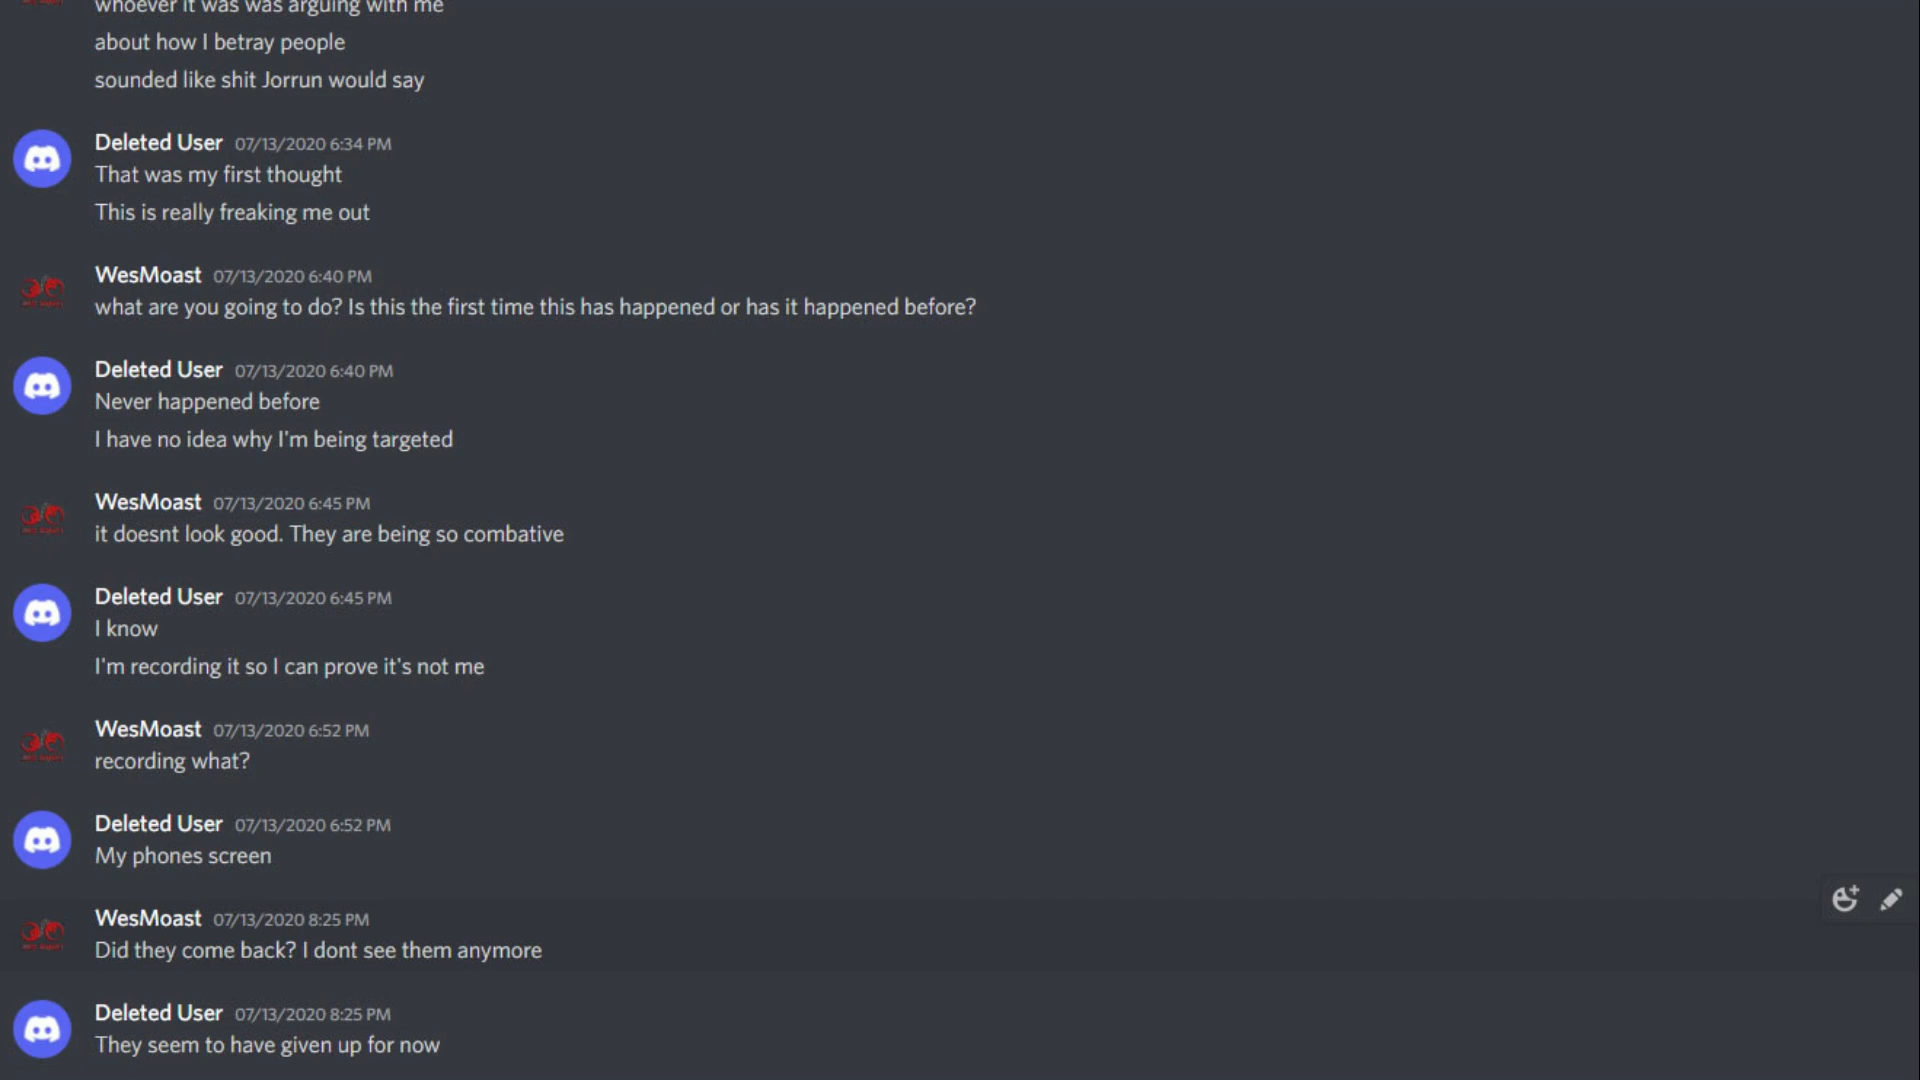 whoever it was was arguing with me
about how I betray people
sounded like shit Jorrun would say
Deleted User 07/13/2020 6:34 PM
That was my first thought
This is really freaking me out
WesMoast 07/13/2020 6:40 PM
what are you going to do? Is this the first time this has happened or has it happened before?
Deleted User 07/13/2020 6:40 PM
Never happened before
I have no idea why I'm being targeted
WesMoast 07/13/2020 6:45 PM
it doesnt look good. They are being so combative
Deleted User 07/13/2020 6:45 PM
I know
I'm recording it so I can prove it's not me
WesMoast 07/13/2020 6:52 PM
recording what?
Deleted User 07/13/2020 6:52 PM
My phones screen
WesMoast 07/13/2020 8:25 PM
Did they come back? I dont see them anymore
Deleted User 07/13/2020 8:25 PM
They seem to have given up for now